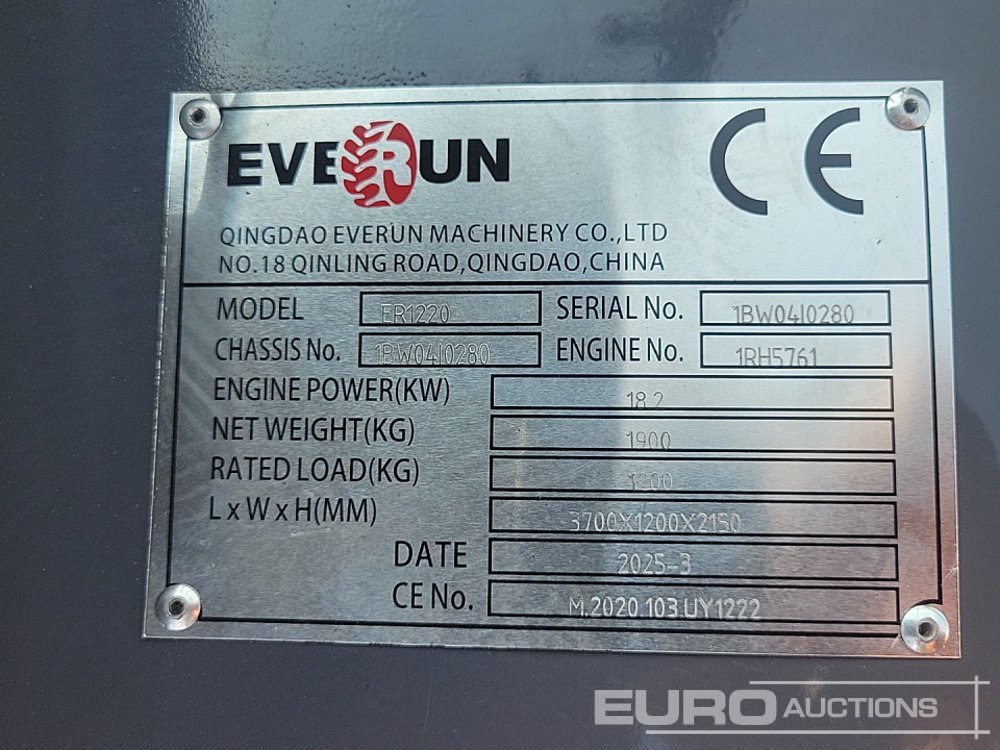 EVERUN
CE
QINGDAO EVERUN MACHINERY CO.,LTD
NO.18 QINLING ROAD,QINGDAO,CHINA
MODEL ER1220 SERIAL No. 1BW04I0280
CHASSIS No. 1BW04I0280 ENGINE No. 1RH5761
ENGINE POWER(KW) 18.2
NET WEIGHT(KG) 1900
RATED LOAD(KG) 1200
L x W x H(MM) 3700X1200X2150
DATE 2025-3
CE No. M.2020.103.UY1222
EURO AUCTIONS